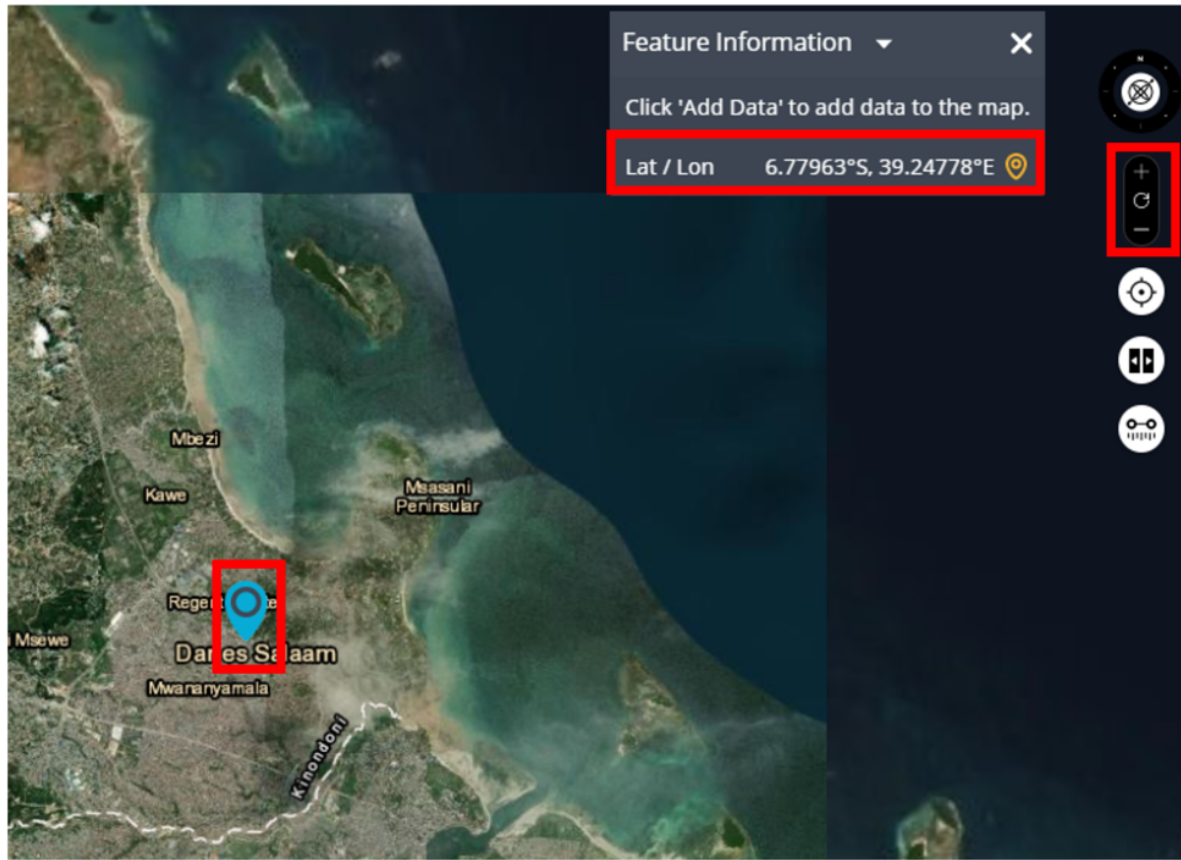 Feature Information
Click 'Add Data' to add data to the map.
Lat / Lon 6.77963°S, 39.24778°E
N
Mbezi
Kawe
Msasani
Peninsular
Msewe
Dar es Salaam
Mwananyamala
Kinondoni